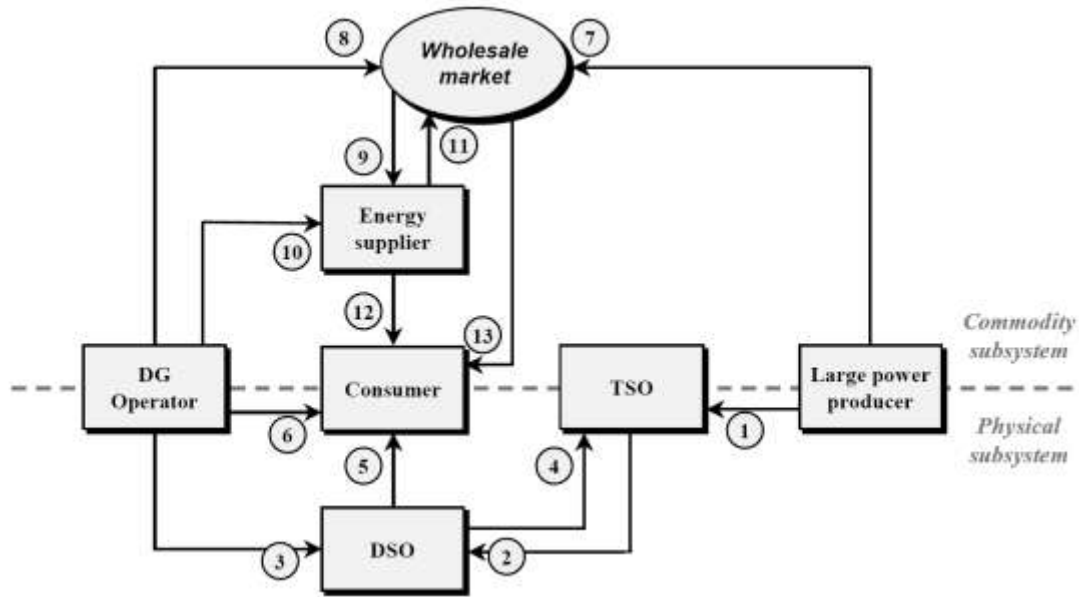 8
Wholesale
market
7
9
11
Energy
supplier
10
12
13
Commodity
subsystem
DG
Operator
Consumer
TSO
Large power
producer
6
1
Physical
subsystem
5
4
3
DSO
2